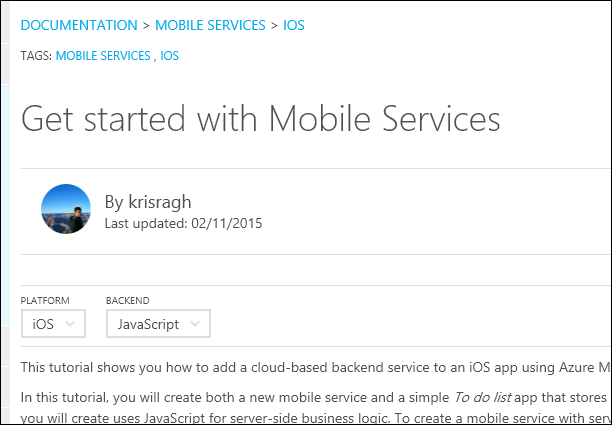 DOCUMENTATION > MOBILE SERVICES > IOS
TAGS: MOBILE SERVICES , IOS
Get started with Mobile Services
By krisragh
Last updated: 02/11/2015
PLATFORM BACKEND
iOS JavaScript
This tutorial shows you how to add a cloud-based backend service to an iOS app using Azure M
In this tutorial, you will create both a new mobile service and a simple To do list app that stores
you will create uses JavaScript for server-side business logic. To create a mobile service with serv